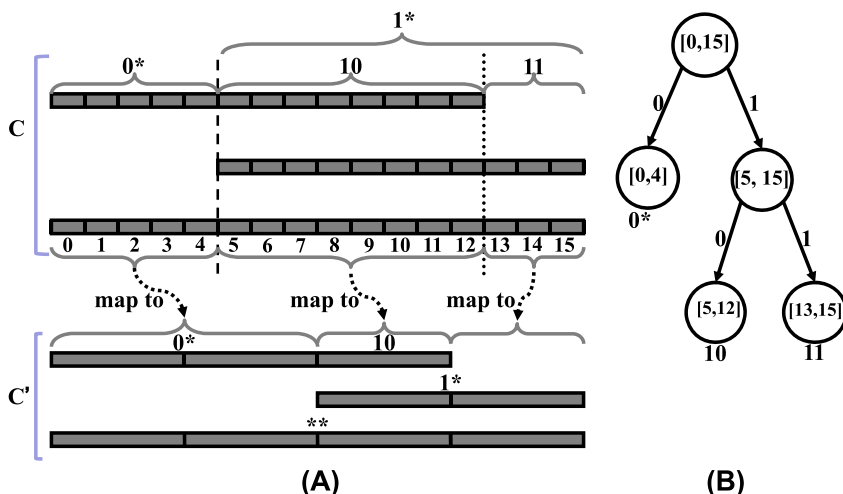 1*
0*
10
11
C
0 1 2 3 4 5 6 7 8 9 10 11 12 13 14 15
map to
map to
map to
0*
10
C'
1*
**
(A)
[0,15]
0
1
[0,4]
[5, 15]
0*
0
1
[5,12]
[13,15]
10
11
(B)